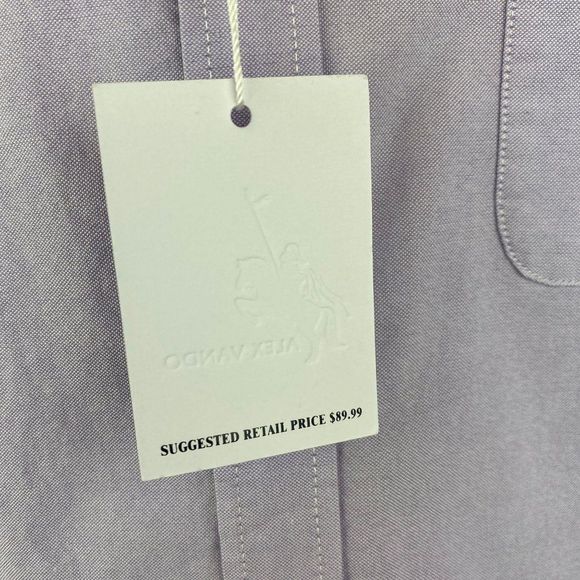 ALEX VANDO
SUGGESTED RETAIL PRICE $89.99